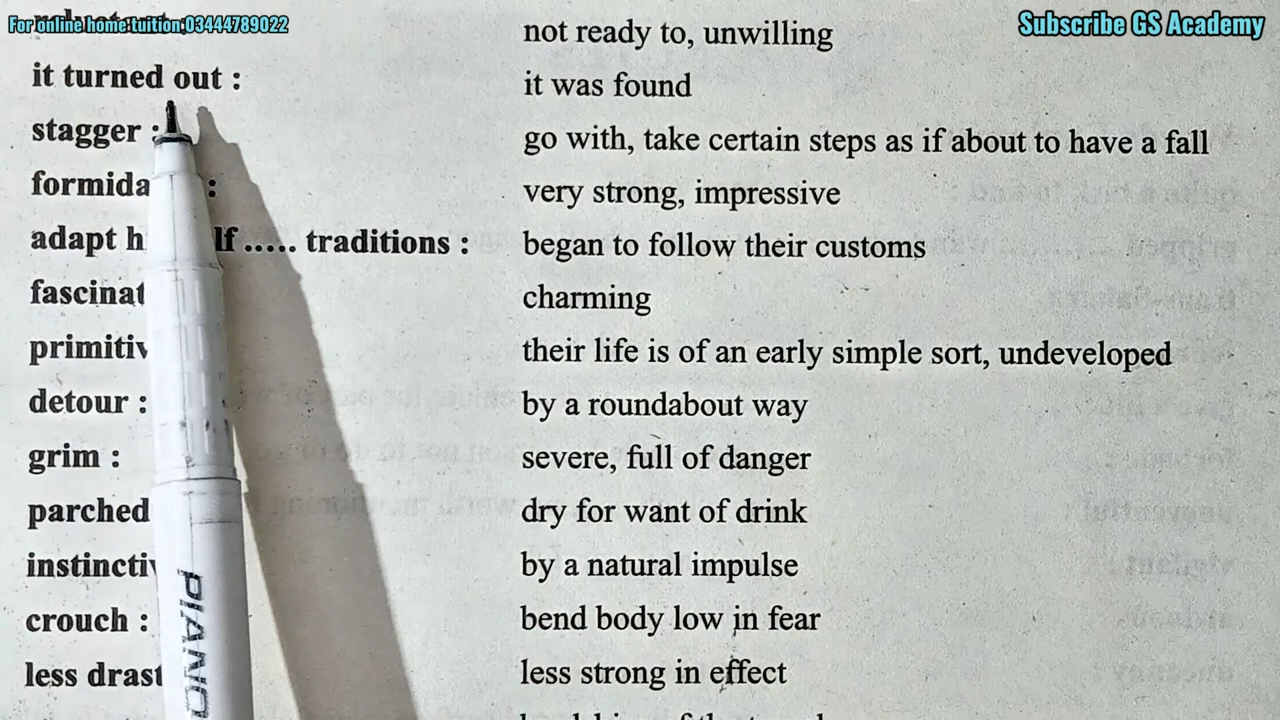 For online home tuition,03444789022
Subscribe GS Academy
not ready to, unwilling
it turned out : it was found
stagger : go with, take certain steps as if about to have a fall
formida : very strong, impressive
adapt h lf ..... traditions : began to follow their customs
fascinat charming
primitiv their life is of an early simple sort, undeveloped
detour : by a roundabout way
grim : severe, full of danger
parched dry for want of drink
instinctiv by a natural impulse
crouch : bend body low in fear
less drast less strong in effect
PIANO